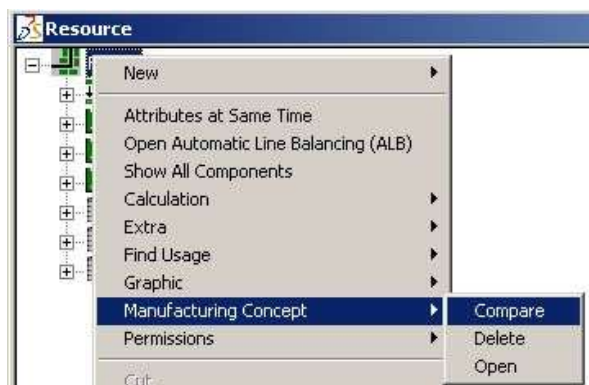 Resource
New
Attributes at Same Time
Open Automatic Line Balancing (ALB)
Show All Components
Calculation
Extra
Find Usage
Graphic
Manufacturing Concept
Compare
Permissions
Delete
Open
Cut